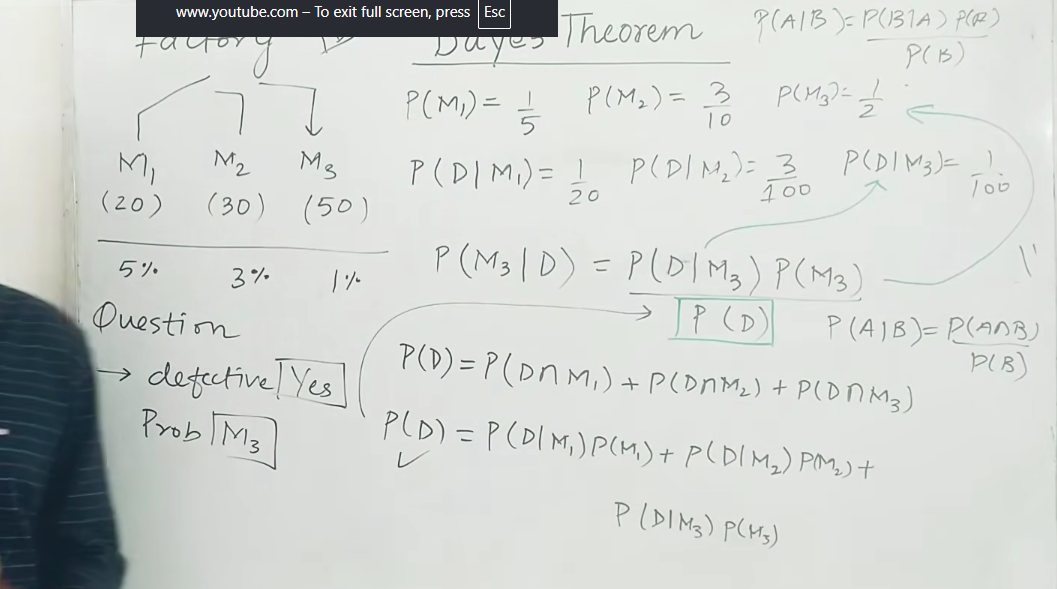 www.youtube.com – To exit full screen, press Esc
Factory
Bayes Theorem
P(A|B)= P(B|A) P(A)
P(B)
P(M₁)= 1/5 P(M₂)= 3/10 P(M₃)= 1/2
M₁ M₂ M₃
P(D|M₁)= 1/20 P(D|M₂)= 3/100 P(D|M₃)= 1/100
(20) (30) (50)
5% 3% 1%
P(M₃|D) = P(D|M₃) P(M₃)
P(D)
Question
→ defective Yes
Prob M₃
P(A|B)= P(A∩B)
P(B)
P(D)= P(D∩M₁) + P(D∩M₂) + P(D∩M₃)
P(D) = P(D|M₁)P(M₁) + P(D|M₂) P(M₂) +
P(D|M₃) P(M₃)